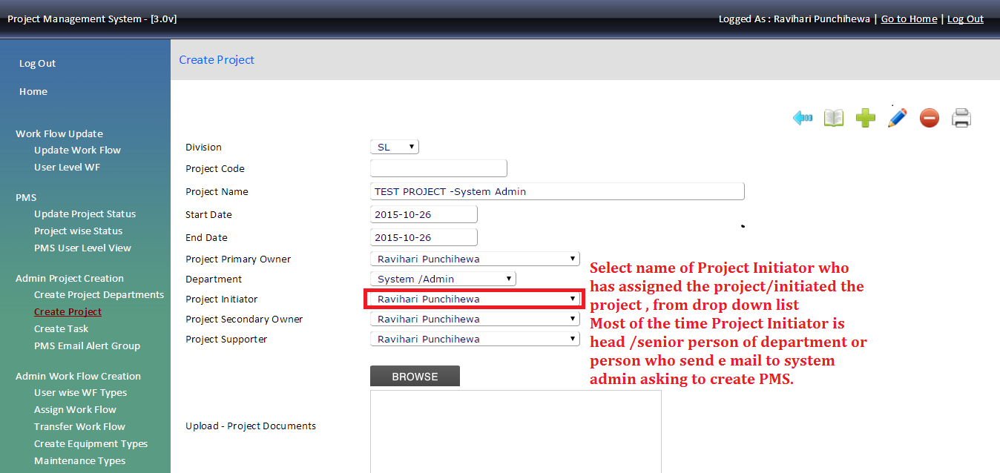 Project Management System - [3.0v]
Logged As : Ravihari Punchihewa | Go to Home | Log Out
Log Out
Home
Work Flow Update
Update Work Flow
User Level WF
PMS
Update Project Status
Project wise Status
PMS User Level View
Admin Project Creation
Create Project Departments
Create Project
Create Task
PMS Email Alert Group
Admin Work Flow Creation
User wise WF Types
Assign Work Flow
Transfer Work Flow
Create Equipment Types
Maintenance Types
Create Project
Division SL
Project Code
Project Name TEST PROJECT -System Admin
Start Date 2015-10-26
End Date 2015-10-26
Project Primary Owner Ravihari Punchihewa
Department System /Admin
Project Initiator Ravihari Punchihewa
Project Secondary Owner Ravihari Punchihewa
Project Supporter Ravihari Punchihewa
BROWSE
Upload - Project Documents
Select name of Project Initiator who
has assigned the project/initiated the
project , from drop down list
Most of the time Project Initiator is
head /senior person of department or
person who send e mail to system
admin asking to create PMS.